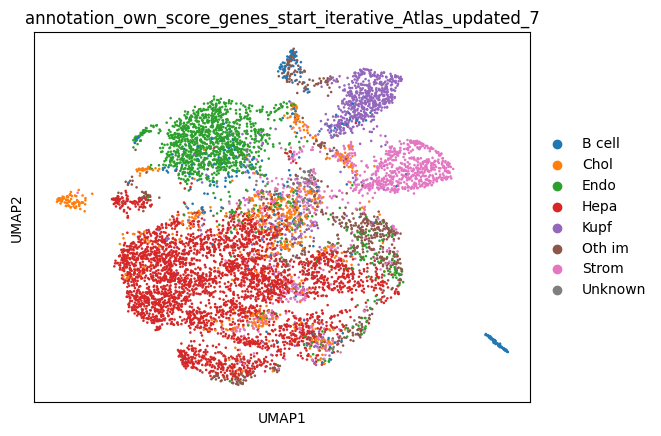 annotation_own_score_genes_start_iterative_Atlas_updated_7
UMAP2
UMAP1
B cell
Chol
Endo
Hepa
Kupf
Oth im
Strom
Unknown